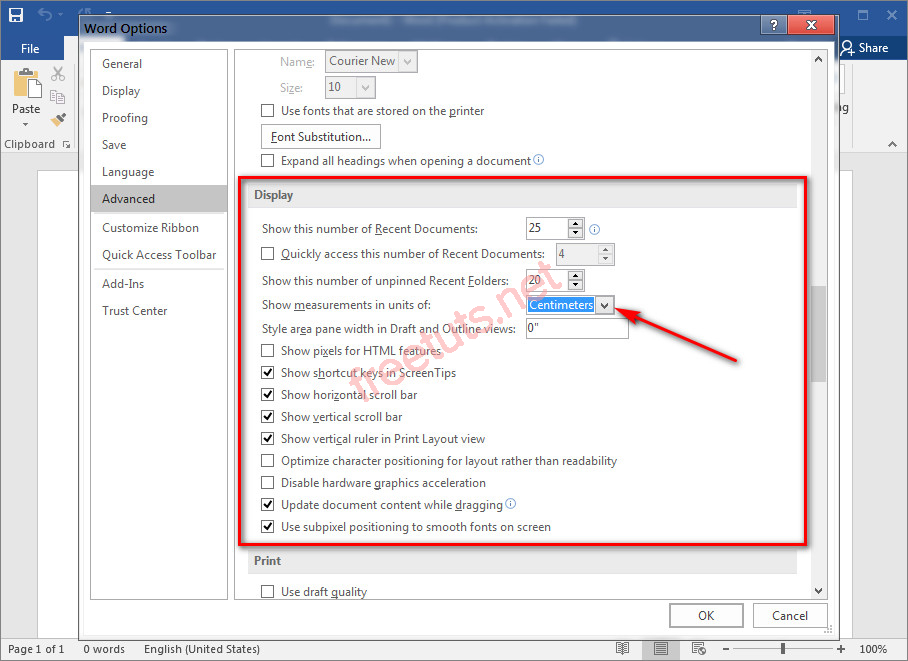 Word Options
?
File
Share
Paste
Clipboard
General
Display
Proofing
Save
Language
Advanced
Customize Ribbon
Quick Access Toolbar
Add-Ins
Trust Center
Name: Courier New
Size: 10
Use fonts that are stored on the printer
Font Substitution...
Expand all headings when opening a document
Display
Show this number of Recent Documents: 25
Quickly access this number of Recent Documents: 4
Show this number of unpinned Recent Folders: 20
Show measurements in units of: Centimeters
Style area pane width in Draft and Outline views: 0"
Show pixels for HTML features
Show shortcut keys in ScreenTips
Show horizontal scroll bar
Show vertical scroll bar
Show vertical ruler in Print Layout view
Optimize character positioning for layout rather than readability
Disable hardware graphics acceleration
Update document content while dragging
Use subpixel positioning to smooth fonts on screen
freetuts.net
Print
Use draft quality
OK Cancel
Page 1 of 1 0 words English (United States) 100%